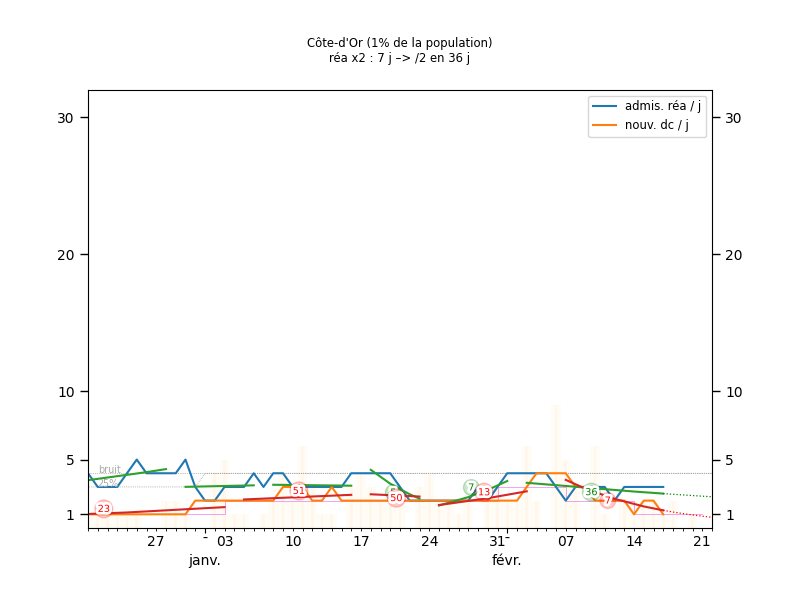 Côte-d'Or (1% de la population)
réa x2 : 7 j –> /2 en 36 j
admis. réa / j
nouv. dc / j
30 30
20 20
10 10
5 5
1 1
bruit
25%
23
51
50
7
13
36
7
27 - 03 10 17 24 31- 07 14 21
janv. févr.